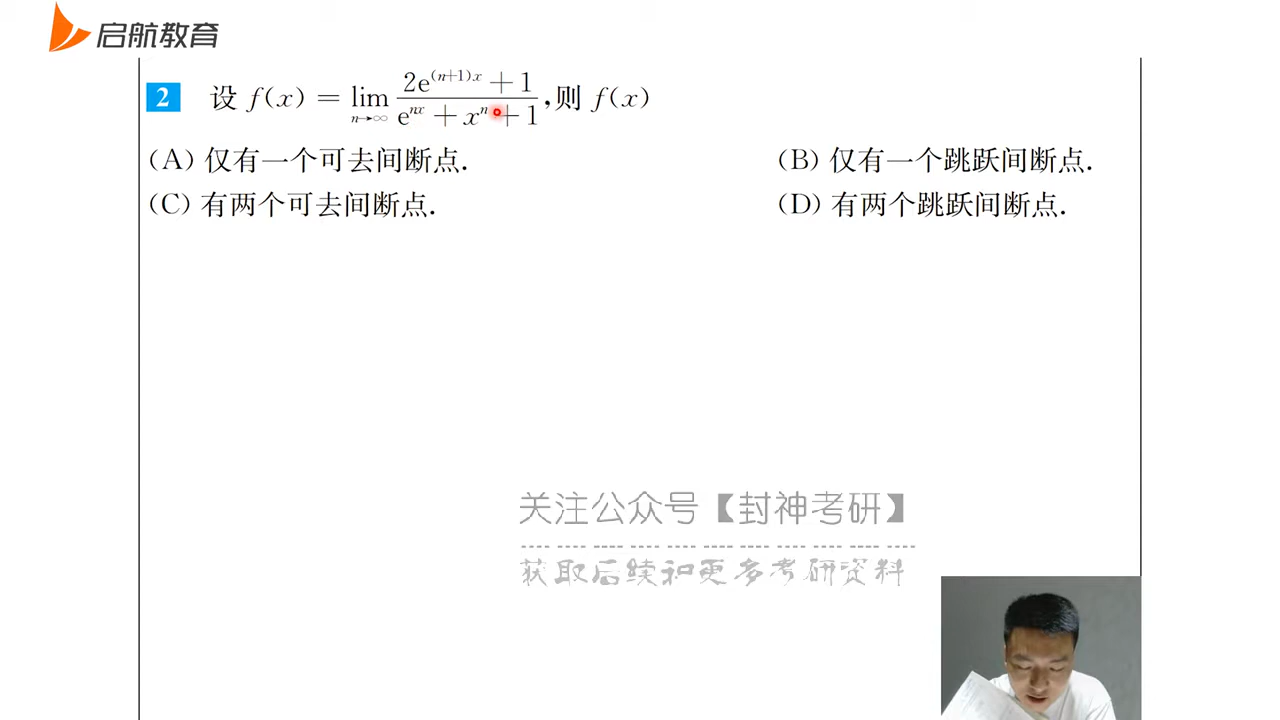 启航教育
2 设 f(x) = lim_{n→∞} \frac{2e^{(n+1)x} + 1}{e^{nx} + x^n + 1}, 则 f(x)
(A) 仅有一个可去间断点. (B) 仅有一个跳跃间断点.
(C) 有两个可去间断点. (D) 有两个跳跃间断点.
关注公众号【封神考研】
获取后续和更多考研资料